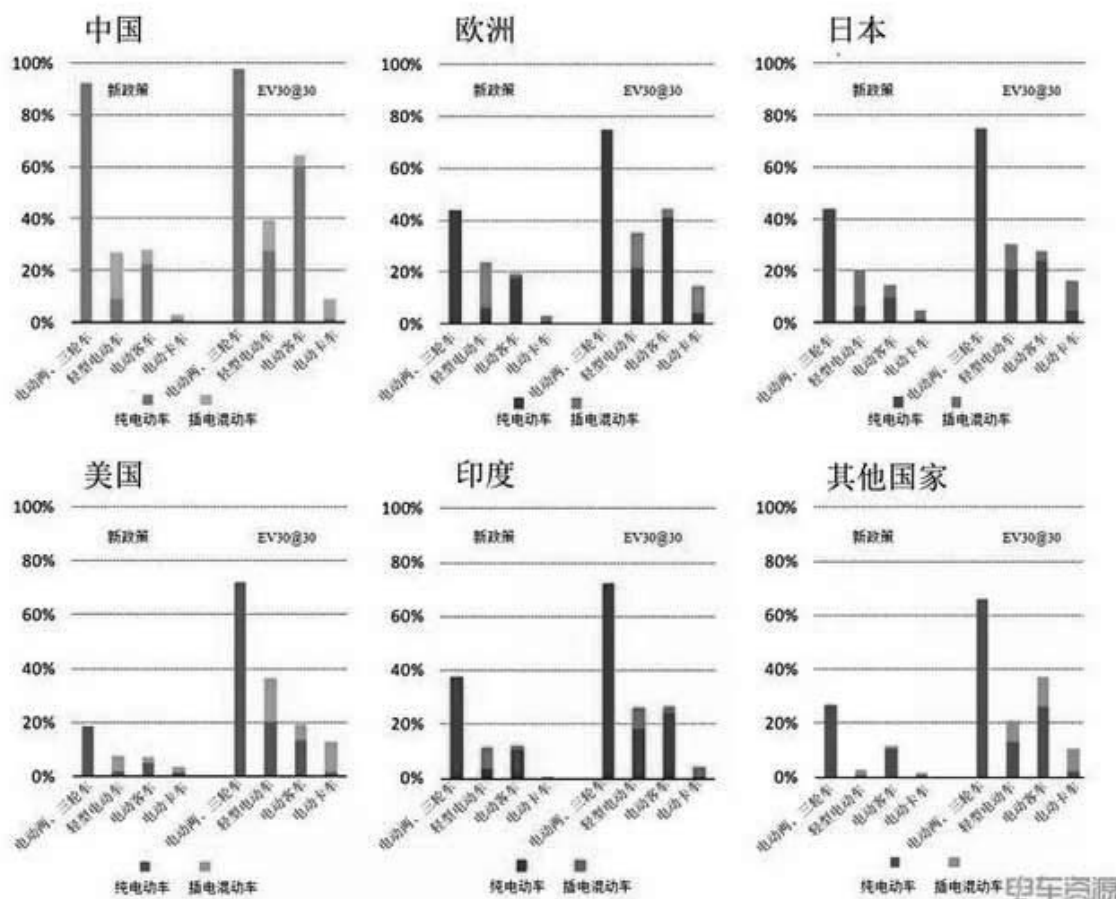 中国
100%
80%
60%
40%
20%
0%
新政策
EV30@30
电动两、三轮车
轻型电动车
电动客车
电动卡车
电动两、三轮车
轻型电动车
电动客车
电动卡车
纯电动车
插电混动车
欧洲
100%
80%
60%
40%
20%
0%
新政策
EV30@30
电动两、三轮车
轻型电动车
电动客车
电动卡车
电动两、三轮车
轻型电动车
电动客车
电动卡车
纯电动车
插电混动车
日本
100%
80%
60%
40%
20%
0%
新政策
EV30@30
电动两、三轮车
轻型电动车
电动客车
电动卡车
电动两、三轮车
轻型电动车
电动客车
电动卡车
纯电动车
插电混动车
美国
100%
80%
60%
40%
20%
0%
新政策
EV30@30
电动两、三轮车
轻型电动车
电动客车
电动卡车
电动两、三轮车
轻型电动车
电动客车
电动卡车
纯电动车
插电混动车
印度
100%
80%
60%
40%
20%
0%
新政策
EV30@30
电动两、三轮车
轻型电动车
电动客车
电动卡车
电动两、三轮车
轻型电动车
电动客车
电动卡车
纯电动车
插电混动车
其他国家
100%
80%
60%
40%
20%
0%
新政策
EV30@30
电动两、三轮车
轻型电动车
电动客车
电动卡车
电动两、三轮车
轻型电动车
电动客车
电动卡车
纯电动车
插电混动车
电车资源